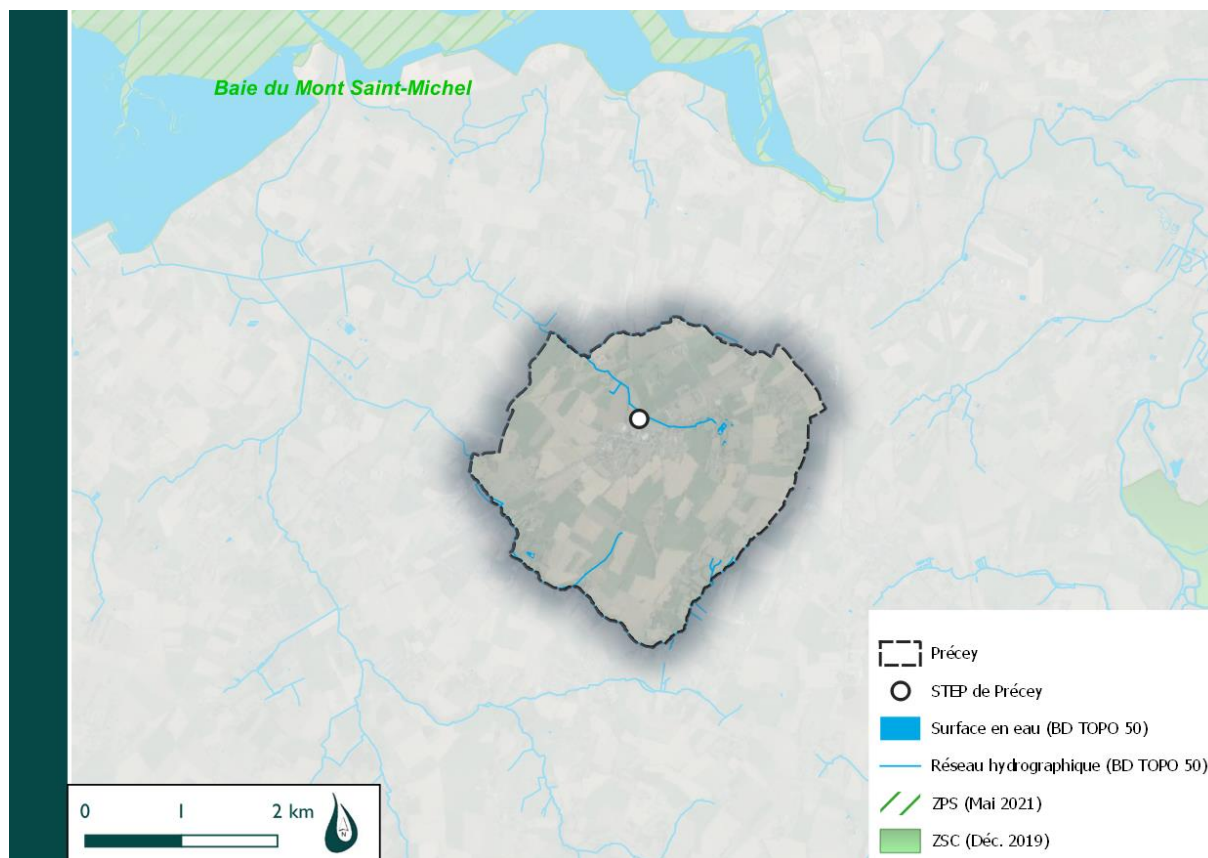 Baie du Mont Saint-Michel
Précey
STEP de Précey
Surface en eau (BD TOPO 50)
Réseau hydrographique (BD TOPO 50)
ZPS (Mai 2021)
ZSC (Déc. 2019)
0 1 2 km
N